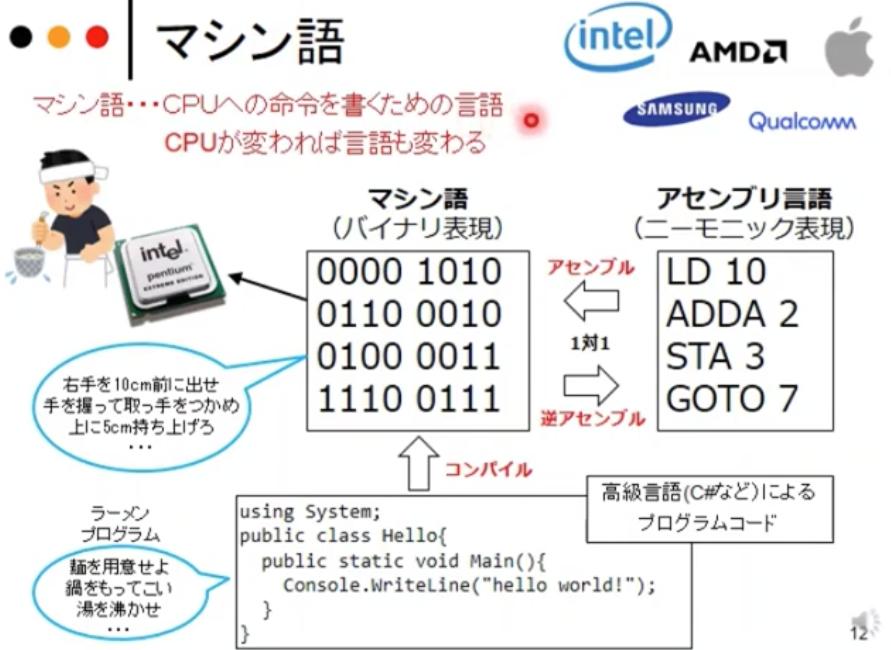 マシン語
intel
AMD
SAMSUNG
Qualcomm
マシン語・・・CPUへの命令を書くための言語
CPUが変われば言語も変わる
intel
pentium
EXTREME EDITION
マシン語
(バイナリ表現)
0000 1010
0110 0010
0100 0011
1110 0111
アセンブル
1対1
逆アセンブル
アセンブリ言語
(ニーモニック表現)
LD 10
ADDA 2
STA 3
GOTO 7
右手を10cm前に出せ
手を握って取っ手をつかめ
上に5cm持ち上げろ
・・・
コンパイル
高級言語(C#など)による
プログラムコード
ラーメン
プログラム
麺を用意せよ
鍋をもってこい
湯を沸かせ
・・・
using System;
public class Hello{
public static void Main(){
Console.WriteLine("hello world!");
}
}
12